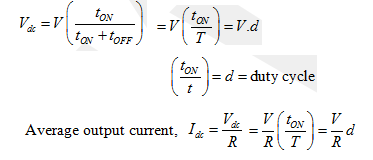 V_dc = V ( t_ON / (t_ON + t_OFF) ) = V ( t_ON / T ) = V.d
( t_ON / t ) = d = duty cycle
Average output current, I_dc = V_dc / R = V / R ( t_ON / T ) = V / R d